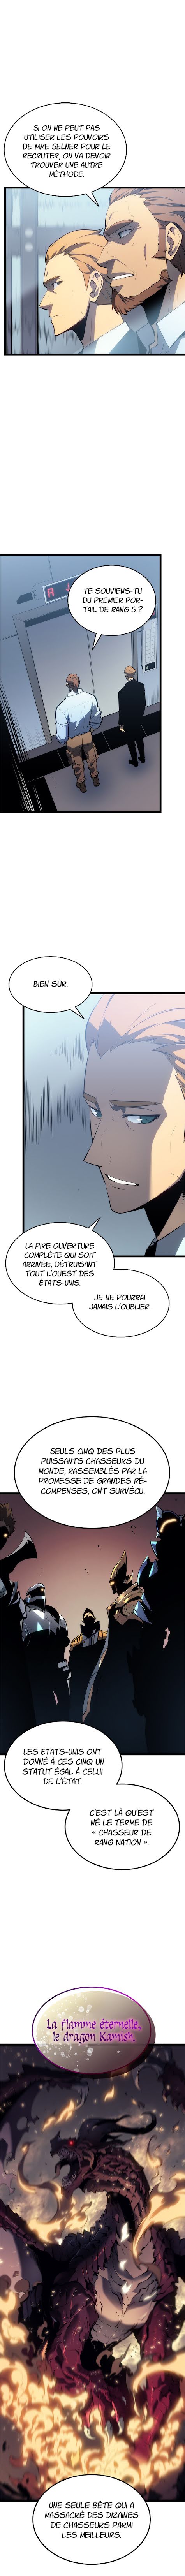 SI ON NE PEUT PAS
UTILISER LES POUVOIRS
DE MME SELNER POUR LE
RECRUTER, ON VA DEVOIR
TROUVER UNE AUTRE
MÉTHODE.
TE SOUVIENS-TU
DU PREMIER POR-
TAIL DE RANG S ?
BIEN SÛR.
LA PIRE OUVERTURE
COMPLÈTE QUI SOIT
ARRIVÉE, DÉTRUISANT
TOUT L'OUEST DES
ÉTATS-UNIS.
JE NE POURRAI
JAMAIS L'OUBLIER.
SEULS CINQ DES PLUS
PUISSANTS CHASSEURS DU
MONDE, RASSEMBLÉS PAR LA
PROMESSE DE GRANDES RÉ-
COMPENSES, ONT SURVÉCU.
LES ETATS-UNIS ONT
DONNÉ À CES CINQ UN
STATUT ÉGAL À CELUI
DE L'ÉTAT.
C'EST LÀ QU'EST
NÉ LE TERME DE
« CHASSEUR DE
RANG NATION ».
La flamme éternelle,
le dragon Kamish.
UNE SEULE BÊTE QUI A
MASSACRÉ DES DIZAINES
DE CHASSEURS PARMI
LES MEILLEURS.